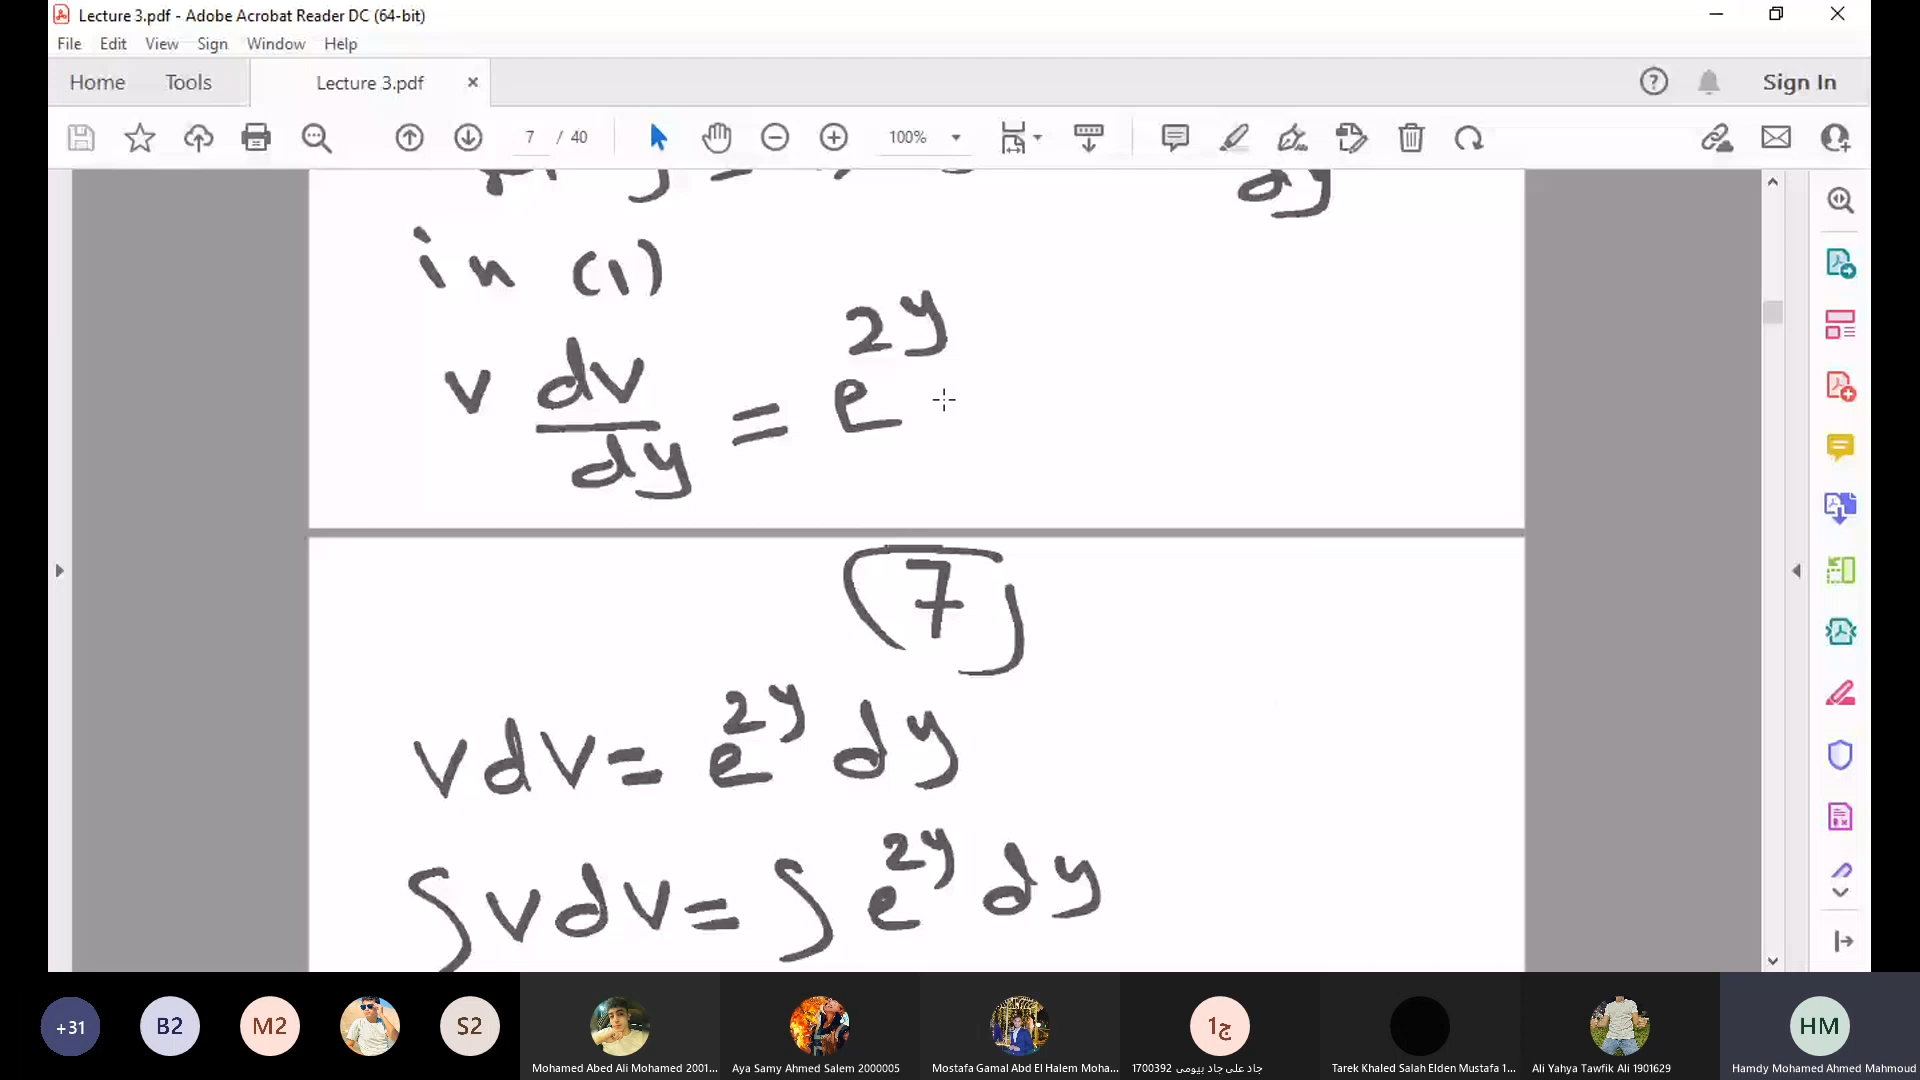 Lecture 3.pdf - Adobe Acrobat Reader DC (64-bit)
File Edit View Sign Window Help
Home Tools Lecture 3.pdf × Sign In
7 / 40 100%
dy
in (1)
v dv/dy = e^2y
7
vdv = e^2y dy
∫ vdv = ∫ e^2y dy
+31 B2 M2 S2 ج1 HM
Mohamed Abed Ali Mohamed 2001... Aya Samy Ahmed Salem 2000005 Mostafa Gamal Abd El Halem Moha... جاد على جاد بيومى 1700392 Tarek Khaled Salah Elden Mustafa 1... Ali Yahya Tawfik Ali 1901629 Hamdy Mohamed Ahmed Mahmoud